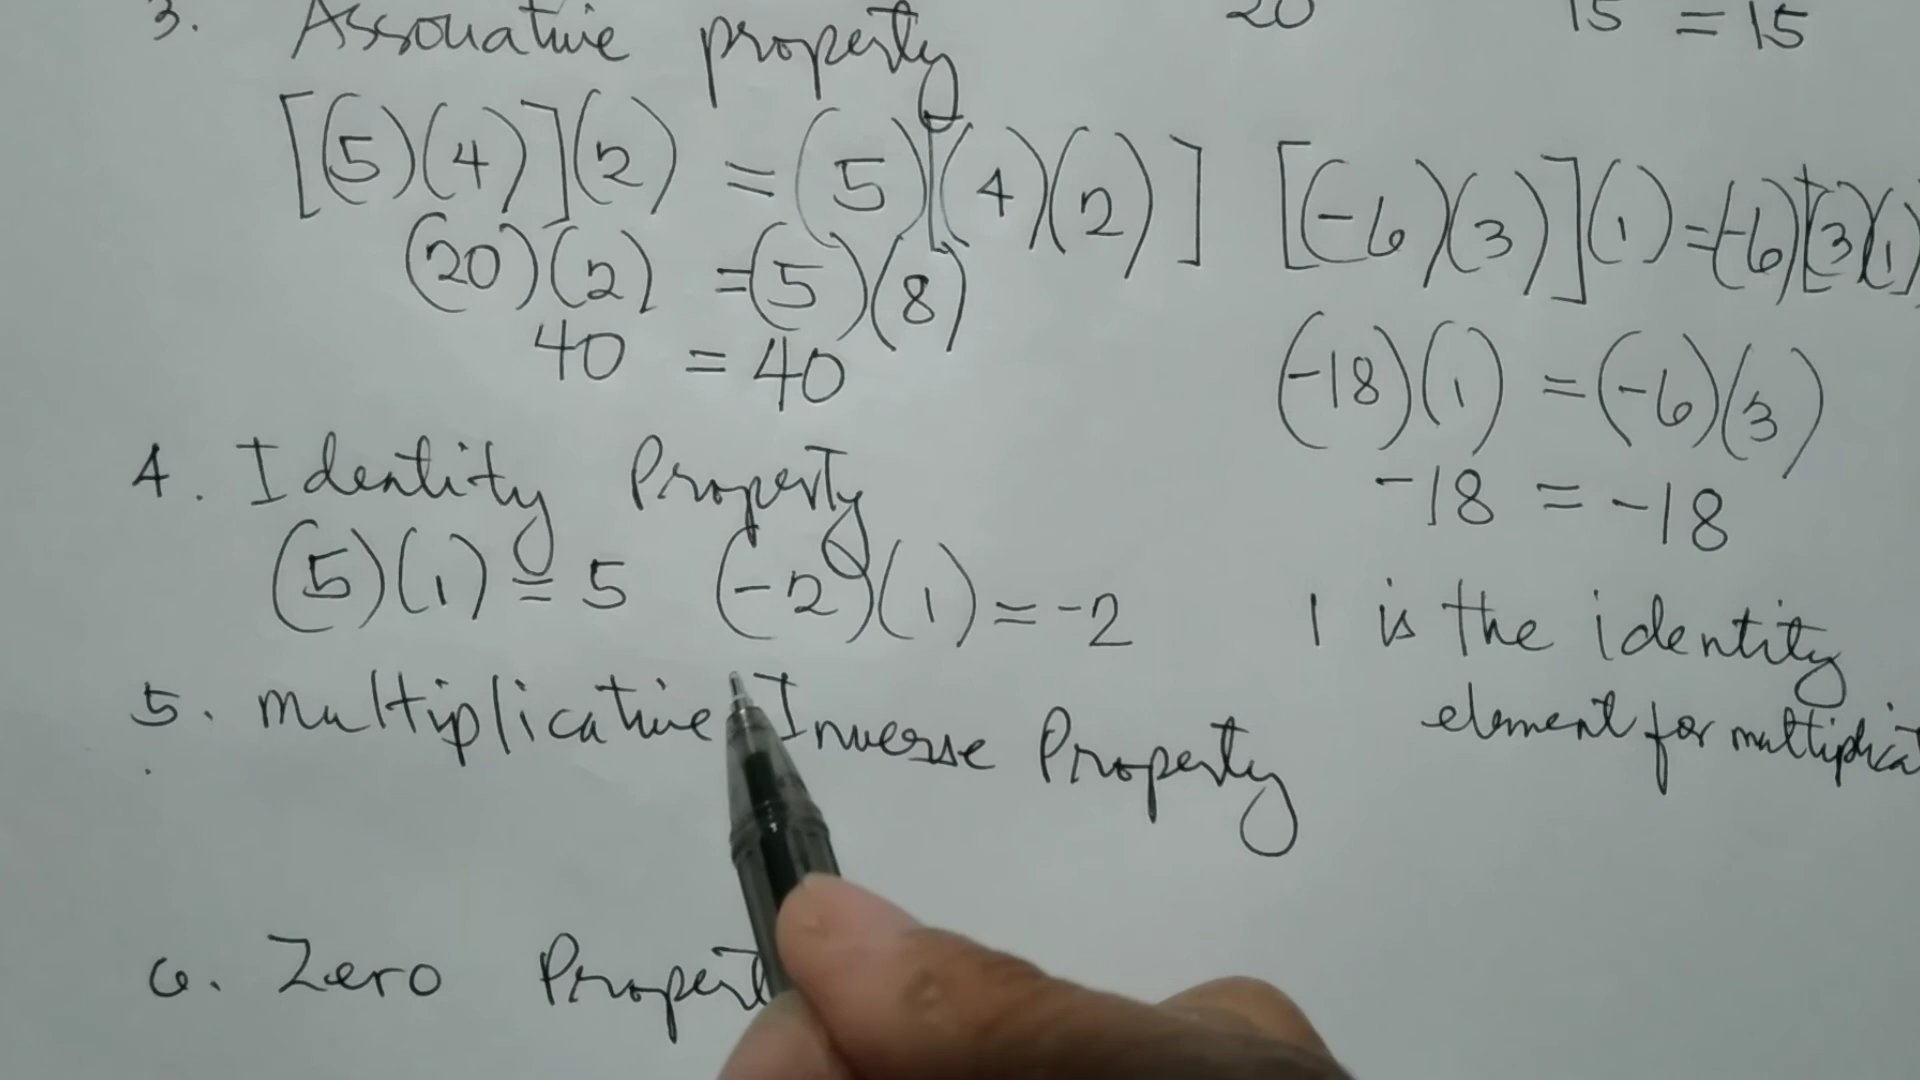 20 15 = 15
3. Associative property
[(5)(4)](2) = (5)[(4)(2)]
(20)(2) = (5)(8)
40 = 40
[(-6)(3)](1) = (-6)[(3)(1)
(-18)(1) = (-6)(3)
-18 = -18
4. Identity Property
(5)(1) = 5 (-2)(1) = -2
1 is the identity
element for multiplicat
5. Multiplicative Inverse Property
6. Zero Propert